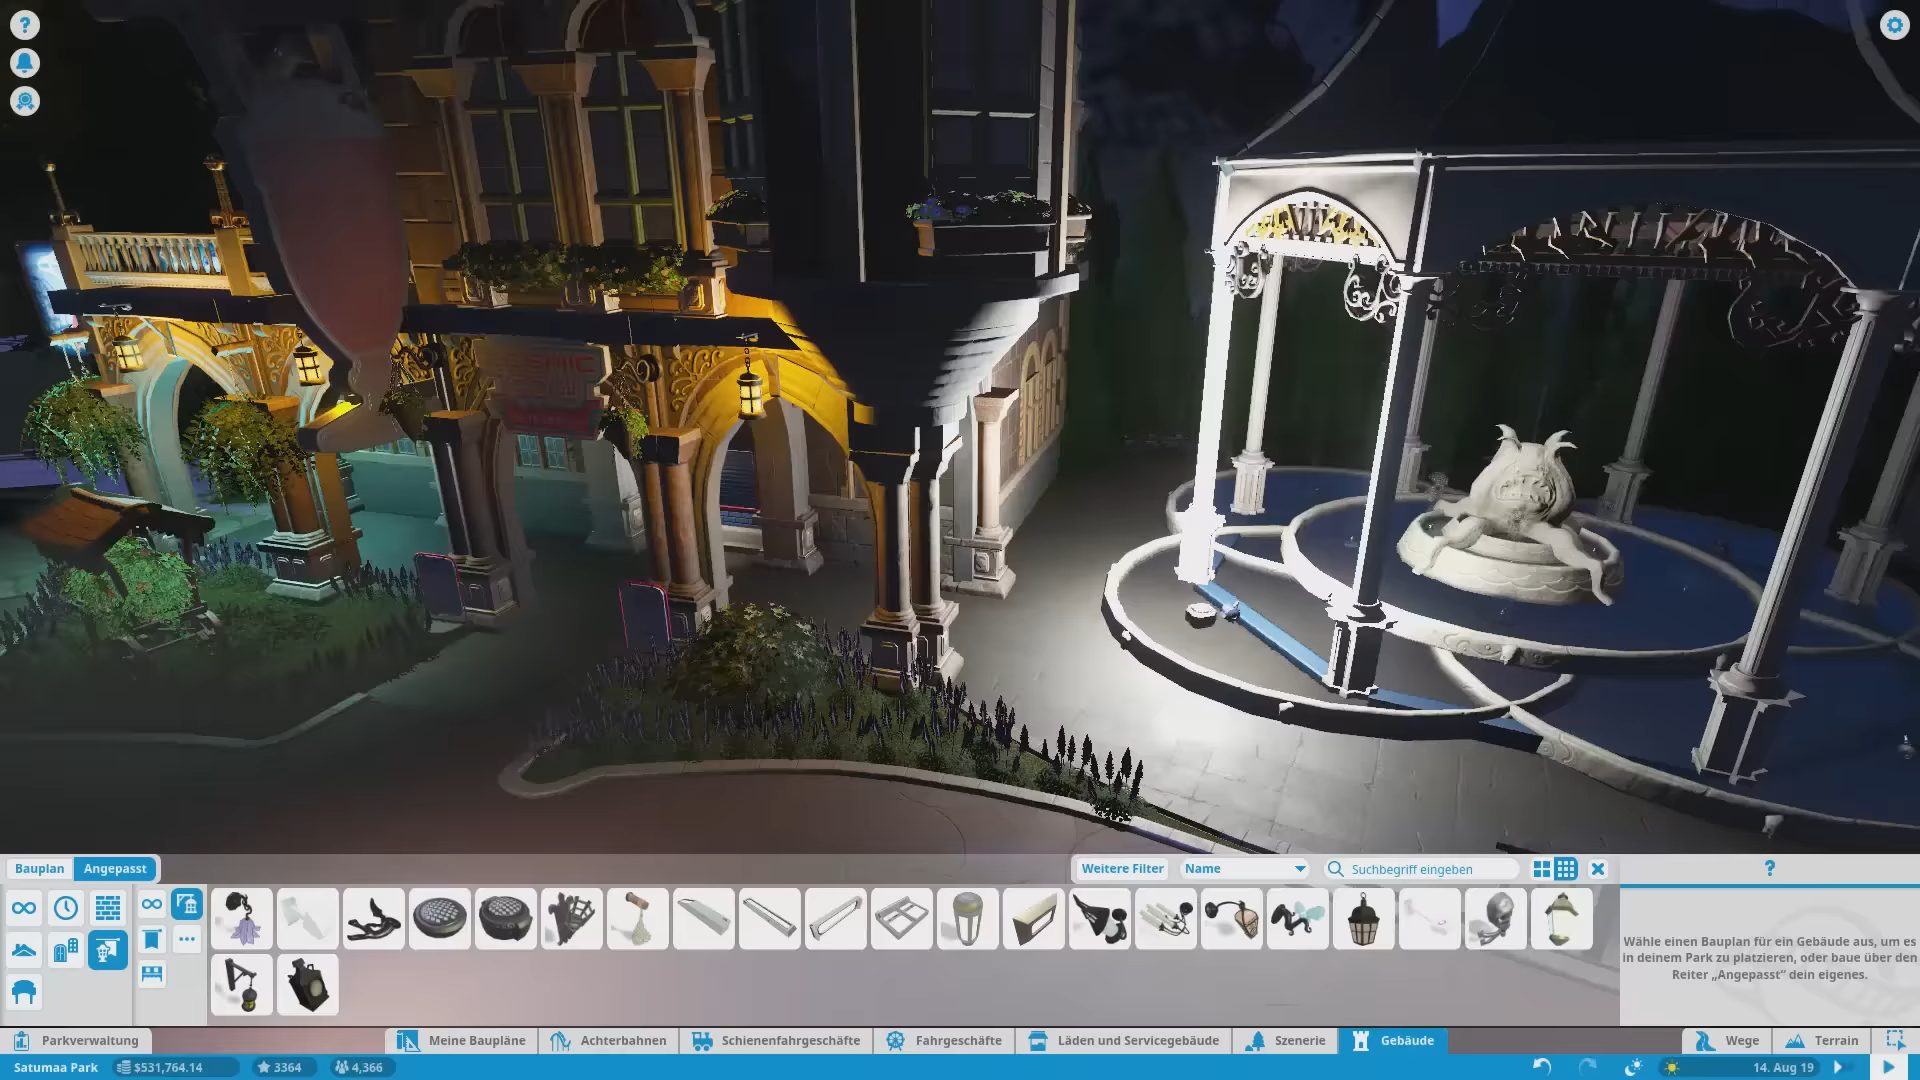 Bauplan
Angepasst
Weitere Filter
Name
Suchbegriff eingeben
?
Wähle einen Bauplan für ein Gebäude aus, um es
in deinem Park zu platzieren, oder baue über den
Reiter „Angepasst“ dein eigenes.
Parkverwaltung
Meine Baupläne
Achterbahnen
Schienenfahrgeschäfte
Fahrgeschäfte
Läden und Servicegebäude
Szenerie
Gebäude
Wege
Terrain
Satumaa Park
$531,764.14
3364
4,366
14. Aug 19